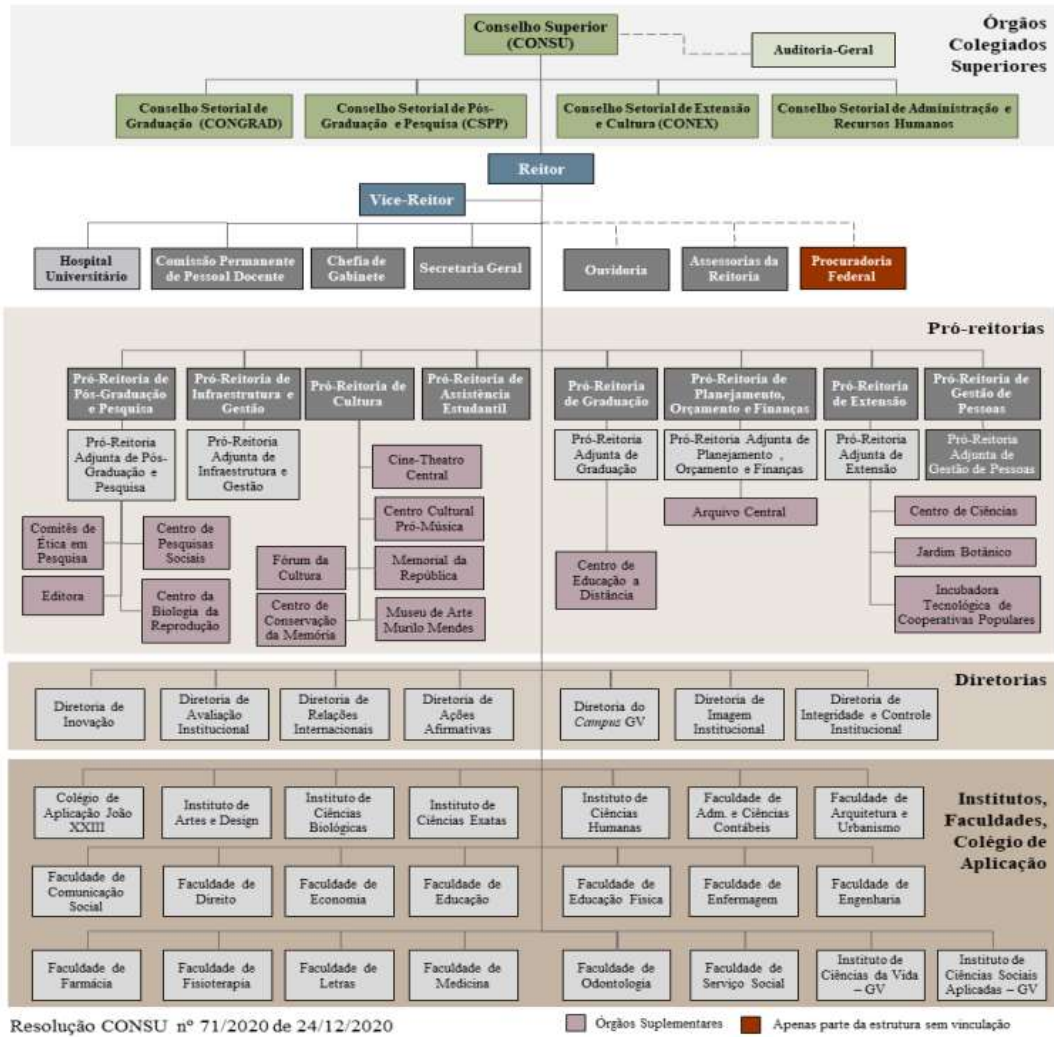 Conselho Superior
(CONSU)
Órgãos
Colegiados
Superiores
Auditoria-Geral
Conselho Setorial de
Graduação (CONGRAD)
Conselho Setorial de Pós-
Graduação e Pesquisa (CSPP)
Conselho Setorial de Extensão
e Cultura (CONEX)
Conselho Setorial de Administração e
Recursos Humanos
Reitor
Vice-Reitor
Hospital
Universitário
Comissão Permanente
de Pessoal Docente
Chefia de
Gabinete
Secretaria Geral
Ouvidoria
Assessorias da
Reitoria
Procuradoria
Federal
Pró-reitorias
Pró-Reitoria de
Pós-Graduação
e Pesquisa
Pró-Reitoria de
Infraestrutura e
Gestão
Pró-Reitoria de
Cultura
Pró-Reitoria de
Assistência
Estudantil
Pró-Reitoria
de Graduação
Pró-Reitoria de
Planejamento,
Orçamento e Finanças
Pró-Reitoria
de Extensão
Pró-Reitoria de
Gestão de
Pessoas
Pró-Reitoria
Adjunta de Pós-
Graduação e
Pesquisa
Pró-Reitoria
Adjunta de
Infraestrutura e
Gestão
Pró-Reitoria
Adjunta de
Graduação
Pró-Reitoria Adjunta de
Planejamento ,
Orçamento e Finanças
Pró-Reitoria
Adjunta de
Extensão
Pró-Reitoria
Adjunta de
Gestão de Pessoas
Comitês de
Ética em
Pesquisa
Centro de
Pesquisas
Sociais
Editora
Centro da
Biologia da
Reprodução
Cine-Theatro
Central
Centro Cultural
Pró-Música
Fórum da
Cultura
Memorial da
República
Centro de
Conservação
da Memória
Museu de Arte
Murilo Mendes
Centro de
Educação a
Distância
Arquivo Central
Centro de Ciências
Jardim Botânico
Incubadora
Tecnológica de
Cooperativas Populares
Diretorias
Diretoria de
Inovação
Diretoria de
Avaliação
Institucional
Diretoria de
Relações
Internacionais
Diretoria de
Ações
Afirmativas
Diretoria do
Campus GV
Diretoria de
Imagem
Institucional
Diretoria de
Integridade e Controle
Institucional
Institutos,
Faculdades,
Colégio de
Aplicação
Colégio de
Aplicação João
XXIII
Instituto de
Artes e Design
Instituto de
Ciências
Biológicas
Instituto de
Ciências Exatas
Instituto de
Ciências
Humanas
Faculdade de
Adm. e Ciências
Contábeis
Faculdade de
Arquitetura e
Urbanismo
Faculdade de
Comunicação
Social
Faculdade de
Direito
Faculdade de
Economia
Faculdade de
Educação
Faculdade de
Educação Física
Faculdade de
Enfermagem
Faculdade de
Engenharia
Faculdade de
Farmácia
Faculdade de
Fisioterapia
Faculdade de
Letras
Faculdade de
Medicina
Faculdade de
Odontologia
Faculdade de
Serviço Social
Instituto de
Ciências da Vida
– GV
Instituto de
Ciências Sociais
Aplicadas – GV
Resolução CONSU nº 71/2020 de 24/12/2020
Órgãos Suplementares
Apenas parte da estrutura sem vinculação